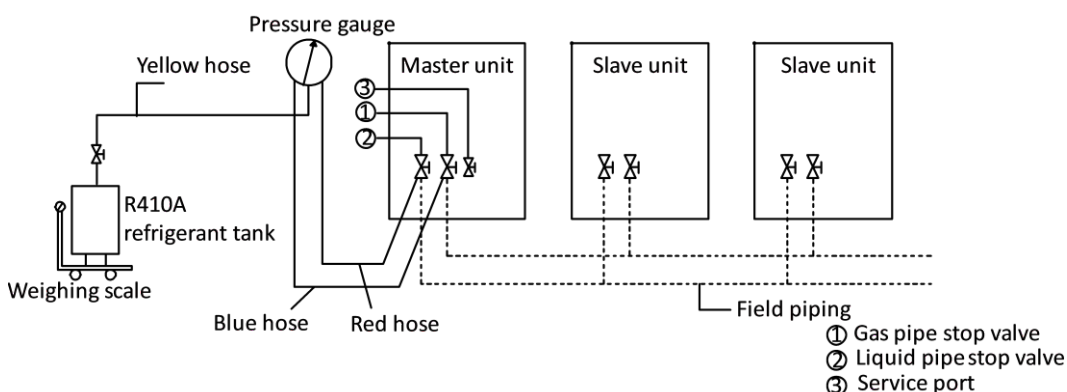 Pressure gauge
Yellow hose
Master unit
Slave unit
Slave unit
③
①
②
R410A
refrigerant tank
Weighing scale
Blue hose
Red hose
Field piping
① Gas pipe stop valve
② Liquid pipe stop valve
③ Service port